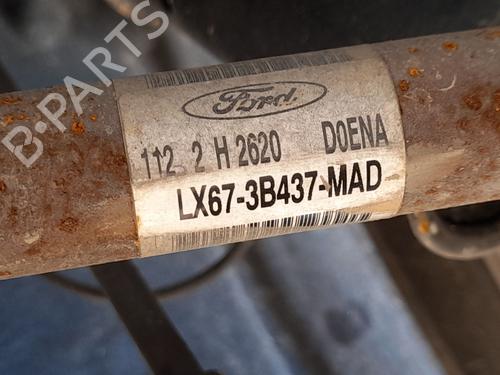 B-PARTS
Ford
112 2 H 2620 D0ENA
LX67-3B437-MAD